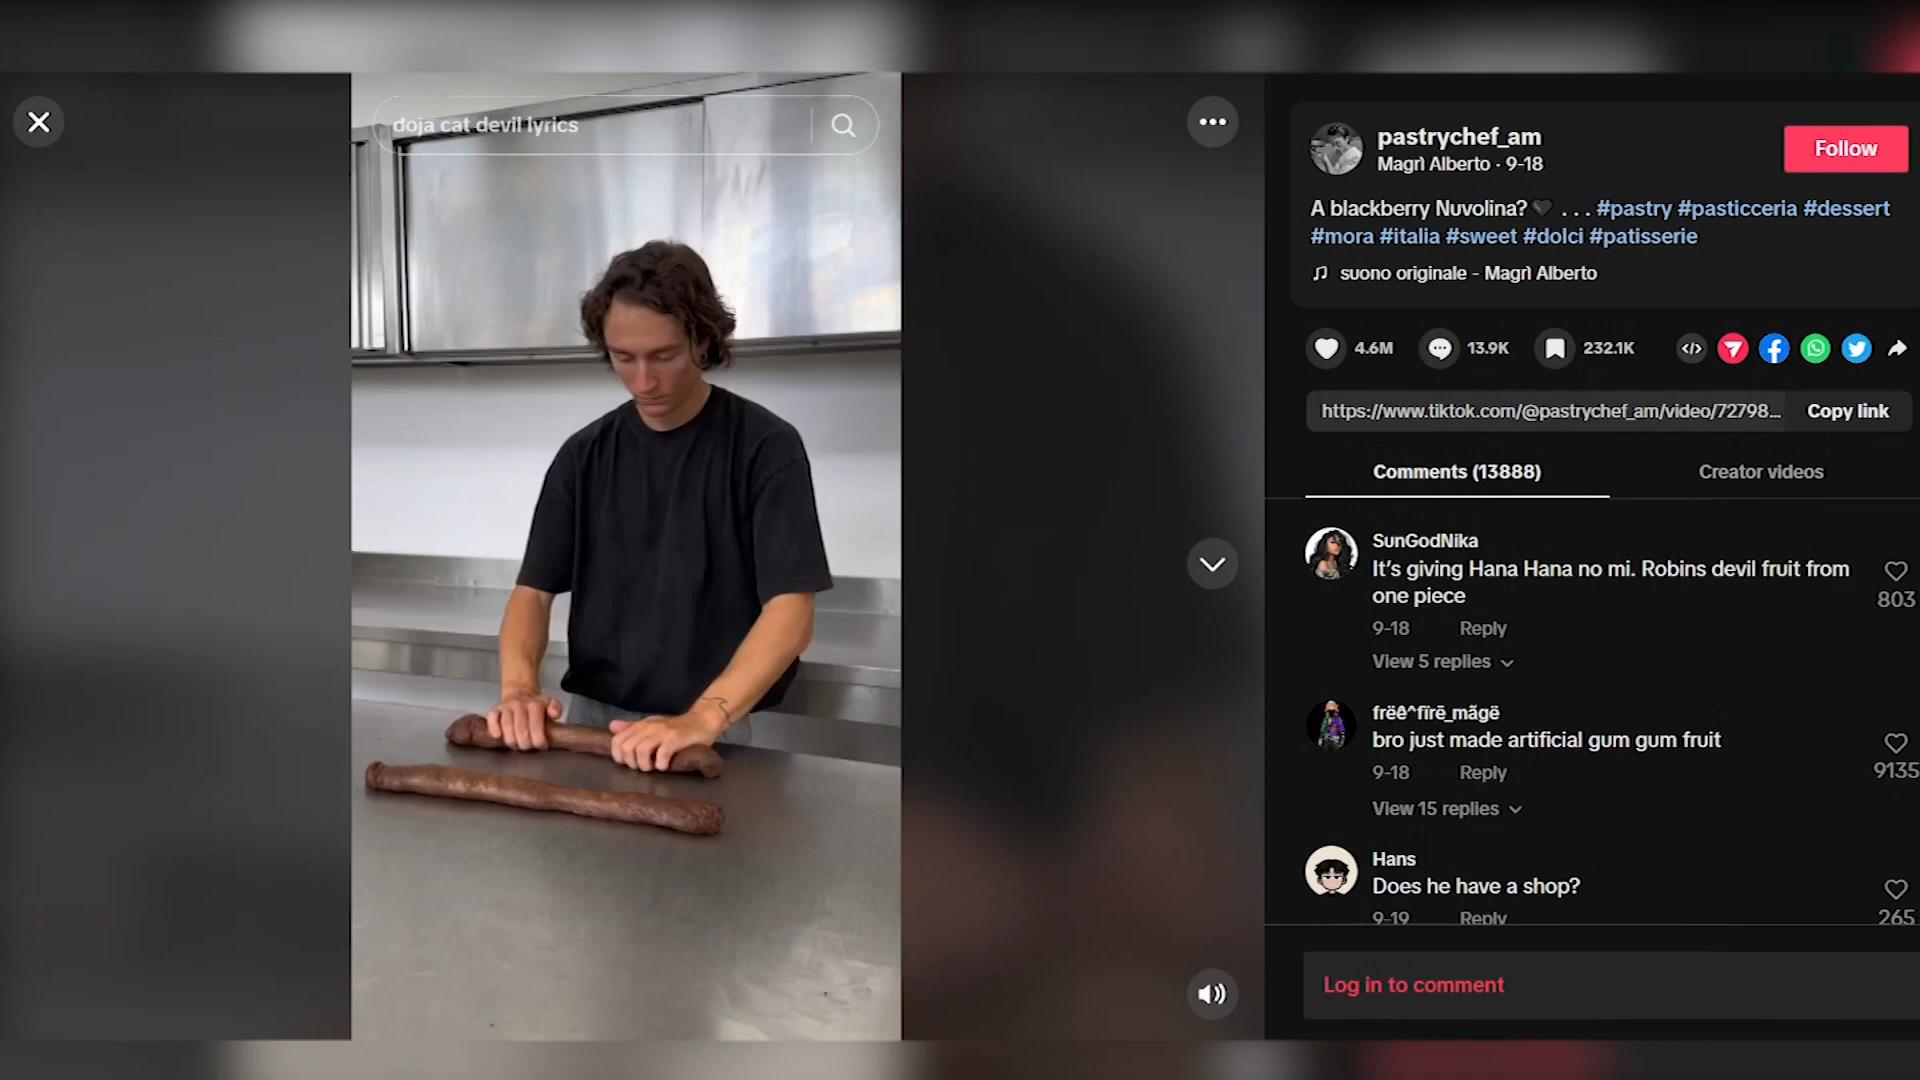 doja cat devil lyrics
pastrychef_am
Magrì Alberto · 9-18
Follow
A blackberry Nuvolina?🖤 . . . #pastry #pasticceria #dessert
#mora #italia #sweet #dolci #patisserie
suono originale - Magrì Alberto
4.6M
13.9K
232.1K
https://www.tiktok.com/@pastrychef_am/video/72798...
Copy link
Comments (13888)
Creator videos
SunGodNika
It's giving Hana Hana no mi. Robins devil fruit from
one piece
803
9-18 Reply
View 5 replies
frëê^fïrē_mãgë
bro just made artificial gum gum fruit
9135
9-18 Reply
View 15 replies
Hans
Does he have a shop?
9-19 Reply
265
Log in to comment